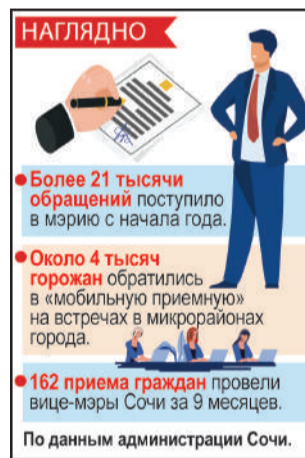 НАГЛЯДНО
Более 21 тысячи
обращений поступило
в мэрию с начала года.
Около 4 тысяч
горожан обратились
в «мобильную приемную»
на встречах в микрорайонах
города.
162 приема граждан провели
вице-мэры Сочи за 9 месяцев.
По данным администрации Сочи.